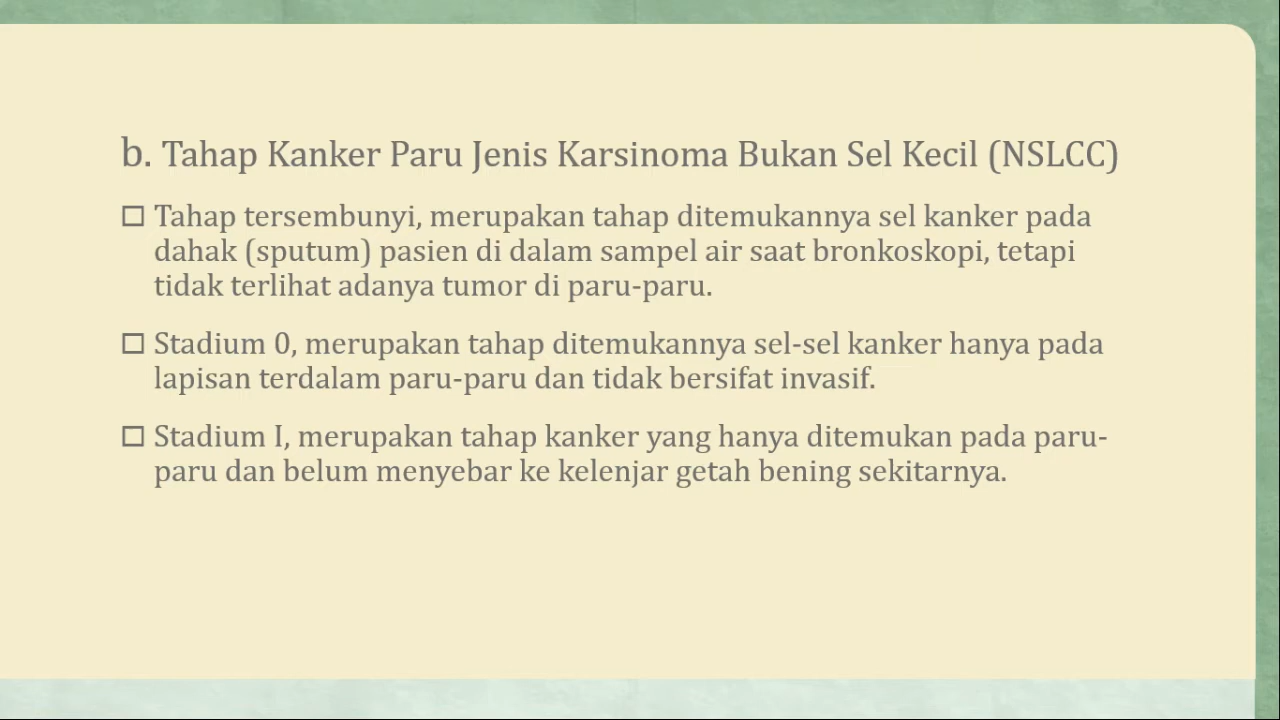 b. Tahap Kanker Paru Jenis Karsinoma Bukan Sel Kecil (NSLCC)
□ Tahap tersembunyi, merupakan tahap ditemukannya sel kanker pada
dahak (sputum) pasien di dalam sampel air saat bronkoskopi, tetapi
tidak terlihat adanya tumor di paru-paru.
□ Stadium 0, merupakan tahap ditemukannya sel-sel kanker hanya pada
lapisan terdalam paru-paru dan tidak bersifat invasif.
□ Stadium I, merupakan tahap kanker yang hanya ditemukan pada paru-
paru dan belum menyebar ke kelenjar getah bening sekitarnya.